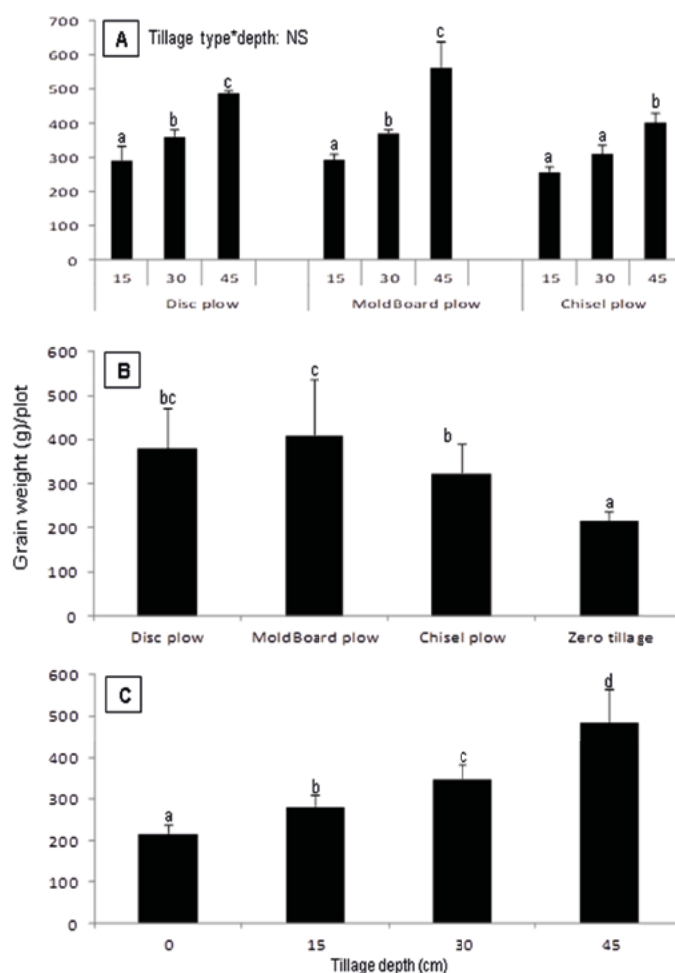 A Tillage type*depth: NS
700
600
500
400
300
200
100
0
a
b
c
a
b
c
a
a
b
15 30 45 15 30 45 15 30 45
Disc plow MoldBoard plow Chisel plow
Grain weight (g)/plot
B
600
500
400
300
200
100
0
bc
c
b
a
Disc plow MoldBoard plow Chisel plow Zero tillage
C
600
500
400
300
200
100
0
a
b
c
d
0 15 30 45
Tillage depth (cm)